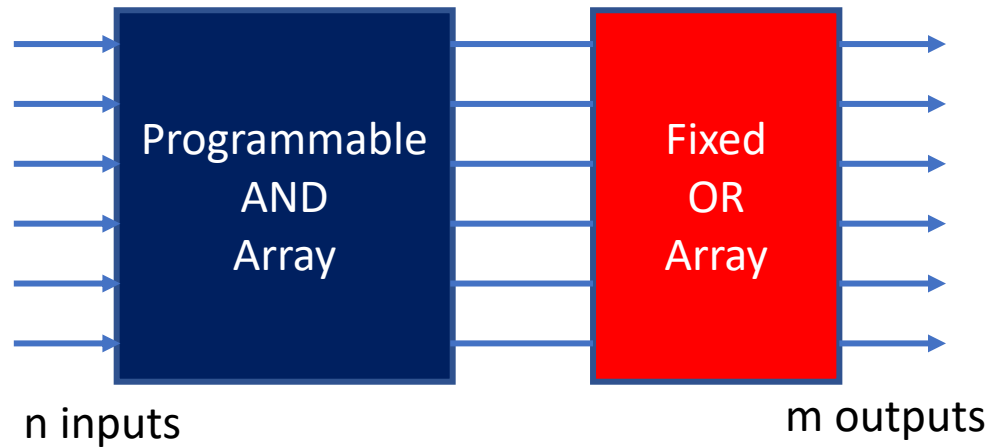 Programmable
AND
Array
Fixed
OR
Array
n inputs
m outputs